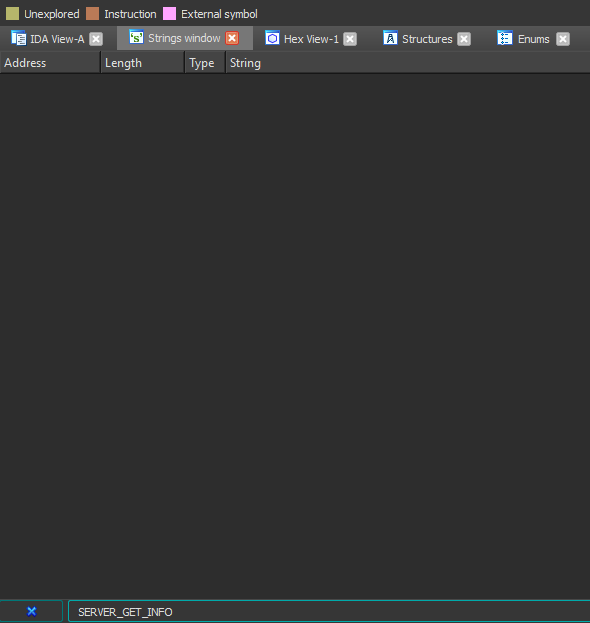 Unexplored Instruction External symbol
IDA View-A Strings window Hex View-1 Structures Enums
Address Length Type String
SERVER_GET_INFO